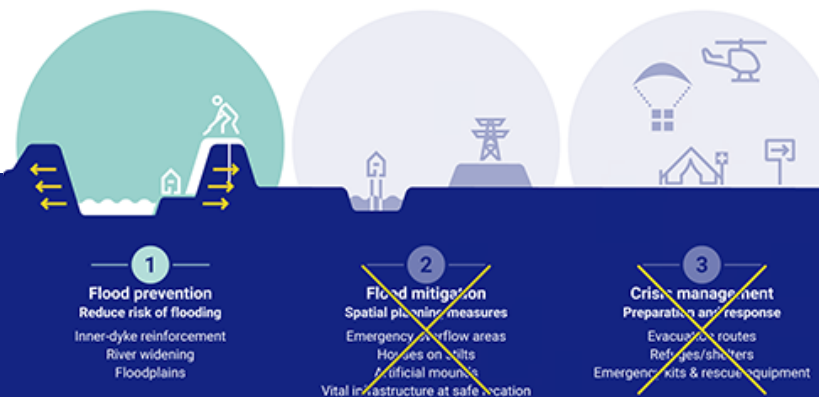 1
Flood prevention
Reduce risk of flooding
Inner-dyke reinforcement
River widening
Floodplains
2
Flood mitigation
Spatial planning measures
Emergency overflow areas
Houses on stilts
Artificial mounds
Vital infrastructure at safe location
3
Crisis management
Preparation and response
Evacuation routes
Refuges/shelters
Emergency kits & rescue equipment